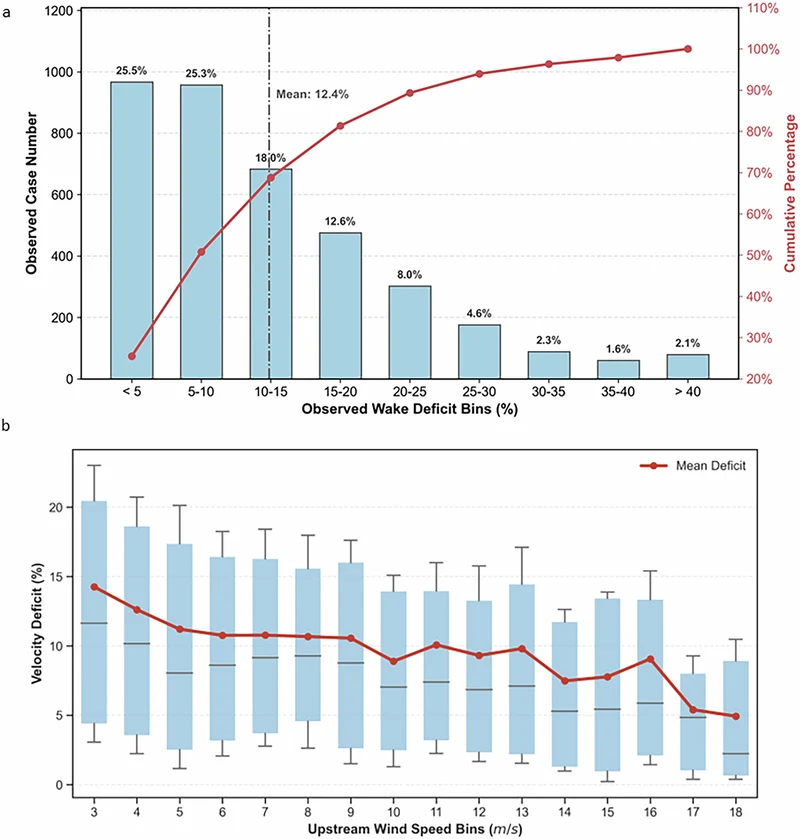 a
1200
1000
800
600
400
200
0
Observed Case Number
25.5%
25.3%
18.0%
12.6%
8.0%
4.6%
2.3%
1.6%
2.1%
Mean: 12.4%
110%
100%
90%
80%
70%
60%
50%
40%
30%
20%
Cumulative Percentage
< 5 5-10 10-15 15-20 20-25 25-30 30-35 35-40 > 40
Observed Wake Deficit Bins (%)
b
Mean Deficit
20
15
10
5
0
Velocity Deficit (%)
3 4 5 6 7 8 9 10 11 12 13 14 15 16 17 18
Upstream Wind Speed Bins (m/s)